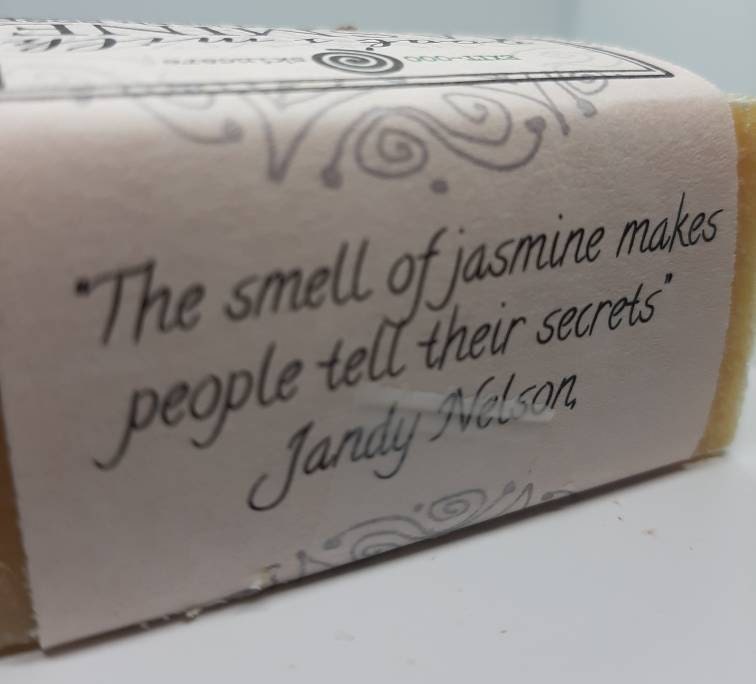 "The smell of jasmine makes
people tell their secrets"
Jandy Nelson,